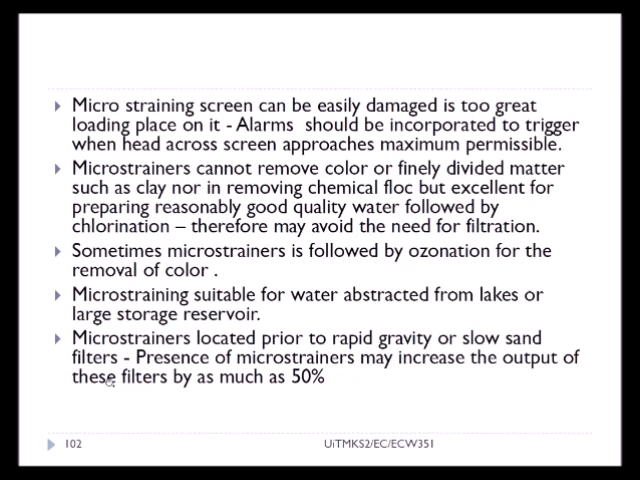 Micro straining screen can be easily damaged is too great
loading place on it - Alarms should be incorporated to trigger
when head across screen approaches maximum permissible.
Microstrainers cannot remove color or finely divided matter
such as clay nor in removing chemical floc but excellent for
preparing reasonably good quality water followed by
chlorination – therefore may avoid the need for filtration.
Sometimes microstrainers is followed by ozonation for the
removal of color .
Microstraining suitable for water abstracted from lakes or
large storage reservoir.
Microstrainers located prior to rapid gravity or slow sand
filters - Presence of microstrainers may increase the output of
these filters by as much as 50%
102 UiTMKS2/EC/ECW351